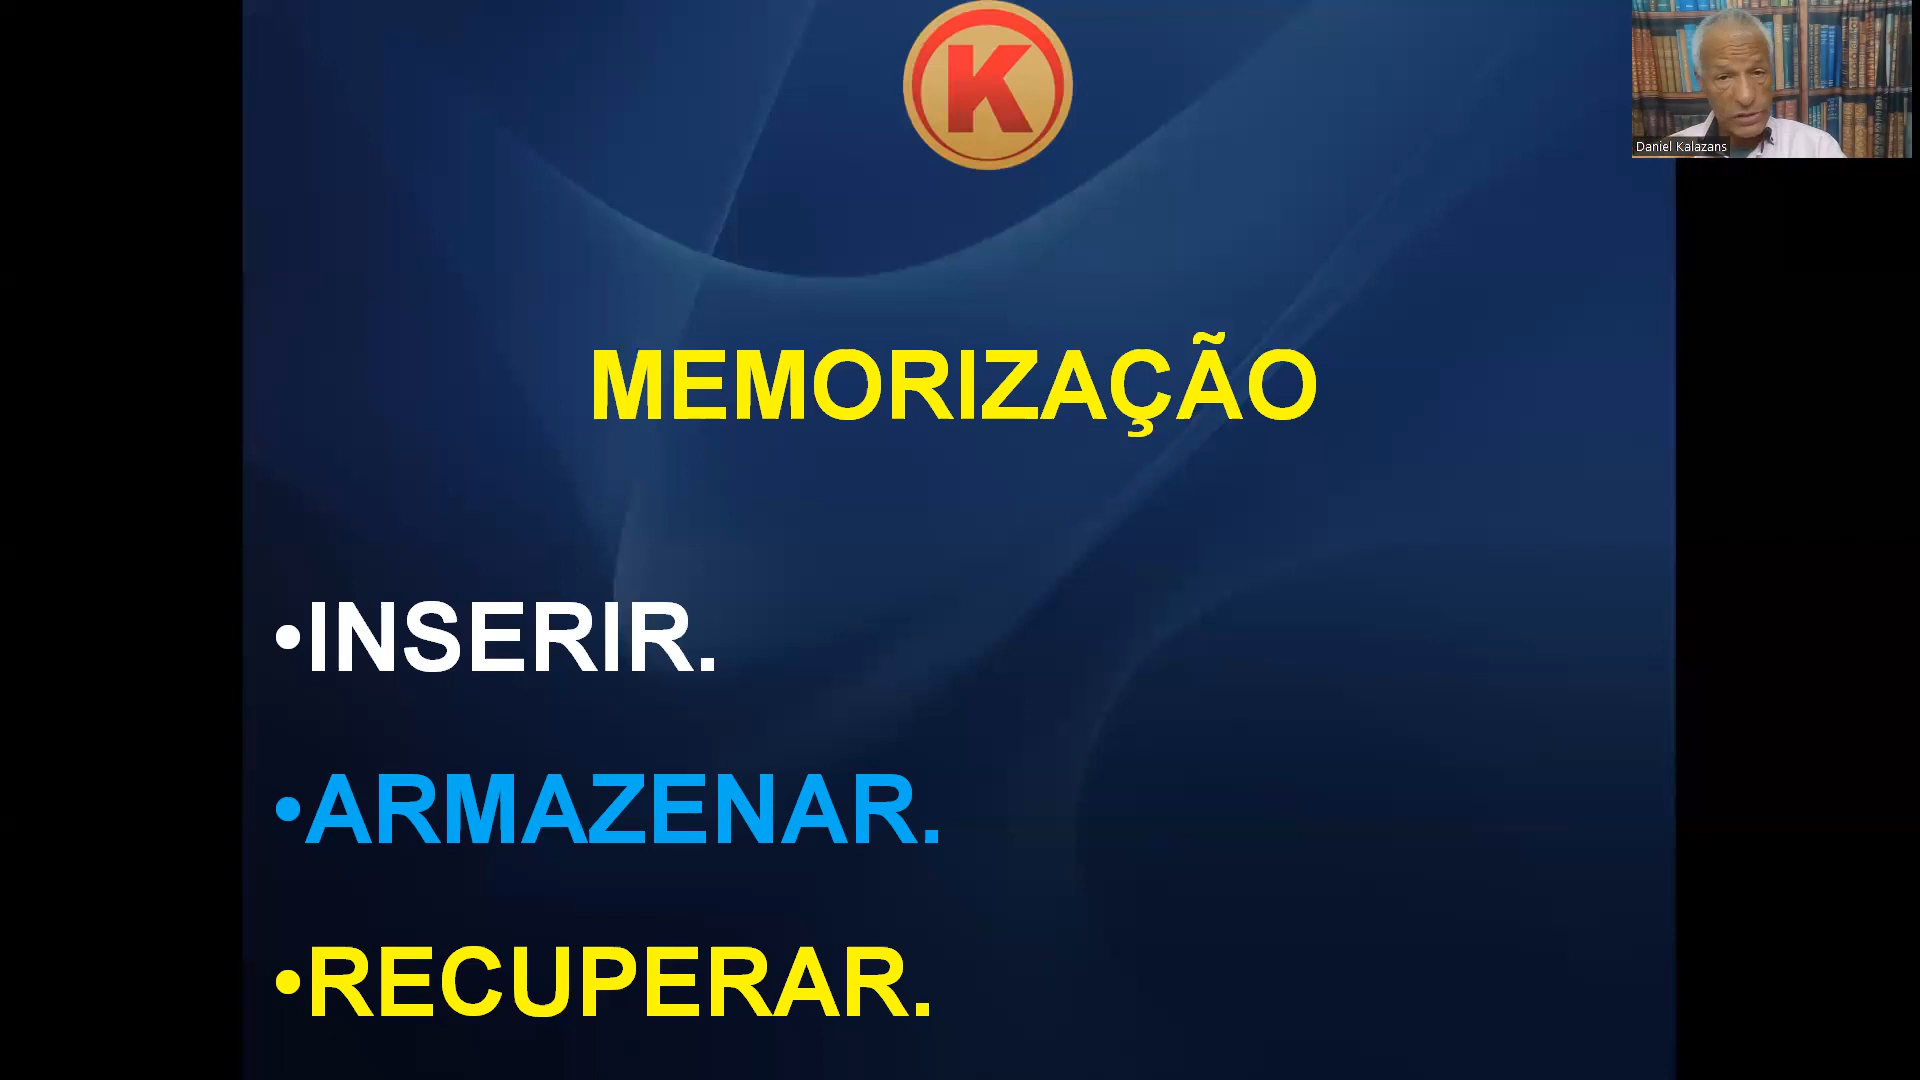 K
Daniel Kalazans
MEMORIZAÇÃO
•INSERIR.
•ARMAZENAR.
•RECUPERAR.